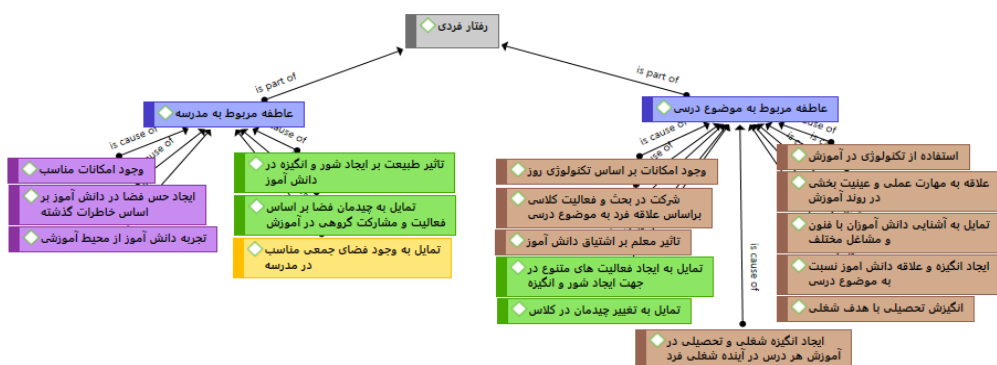 رفتار فردی
is part of
is part of
عاطفه مربوط به مدرسه
عاطفه مربوط به موضوع درسی
is cause of
cause of
cause of
cause of
cause of
is
وجود امکانات مناسب
ایجاد حس فضا در دانش آموز بر
اساس خاطرات گذشته
تجربه دانش آموز از محیط آموزشی
تاثیر طبیعت بر ایجاد شور و انگیزه در
دانش آموز
تمایل به چیدمان فضا بر اساس
فعالیت و مشارکت گروهی در آموزش
تمایل به وجود فضای جمعی مناسب
در مدرسه
is cause of
وجود امکانات بر اساس تکنولوژی روز
شرکت در بحث و فعالیت کلاسی
براساس علاقه فرد به موضوع درسی
تاثیر معلم بر اشتیاق دانش آموز
تمایل به ایجاد فعالیت های متنوع در
جهت ایجاد شور و انگیزه
تمایل به تغییر چیدمان در کلاس
استفاده از تکنولوژی در آموزش
علاقه به مهارت عملی و عینیت بخشی
در روند آموزش
تمایل به آشنایی دانش آموزان با فنون
و مشاغل مختلف
ایجاد انگیزه و علاقه دانش اموز نسبت
به موضوع درسی
انگیزش تحصیلی با هدف شغلی
is cause of
ایجاد انگیزه شغلی و تحصیلی در
آموزش هر درس در آینده شغلی فرد